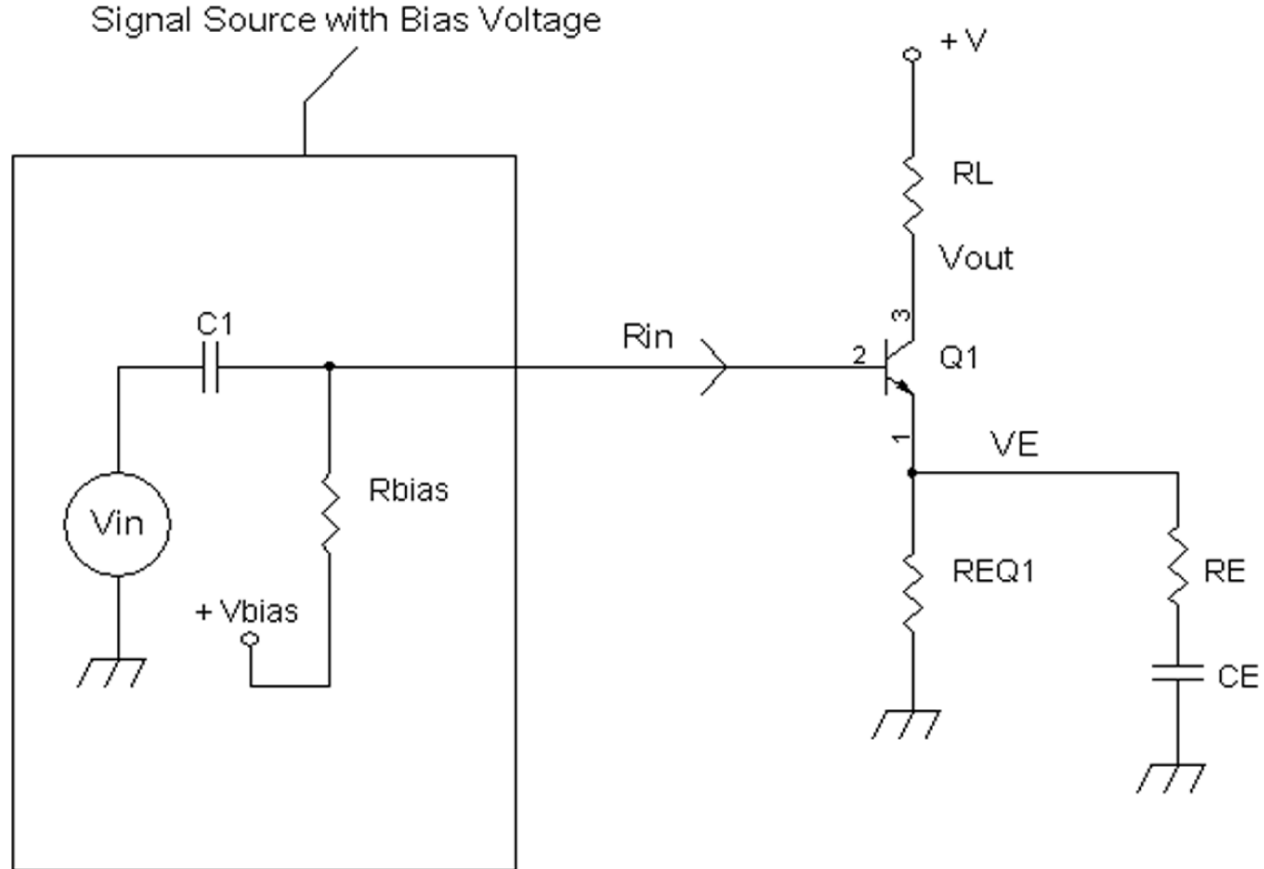 Signal Source with Bias Voltage
+ V
RL
Vout
C1
Rin
3
2
Q1
1
VE
Rbias
Vin
REQ1
RE
+ Vbias
CE